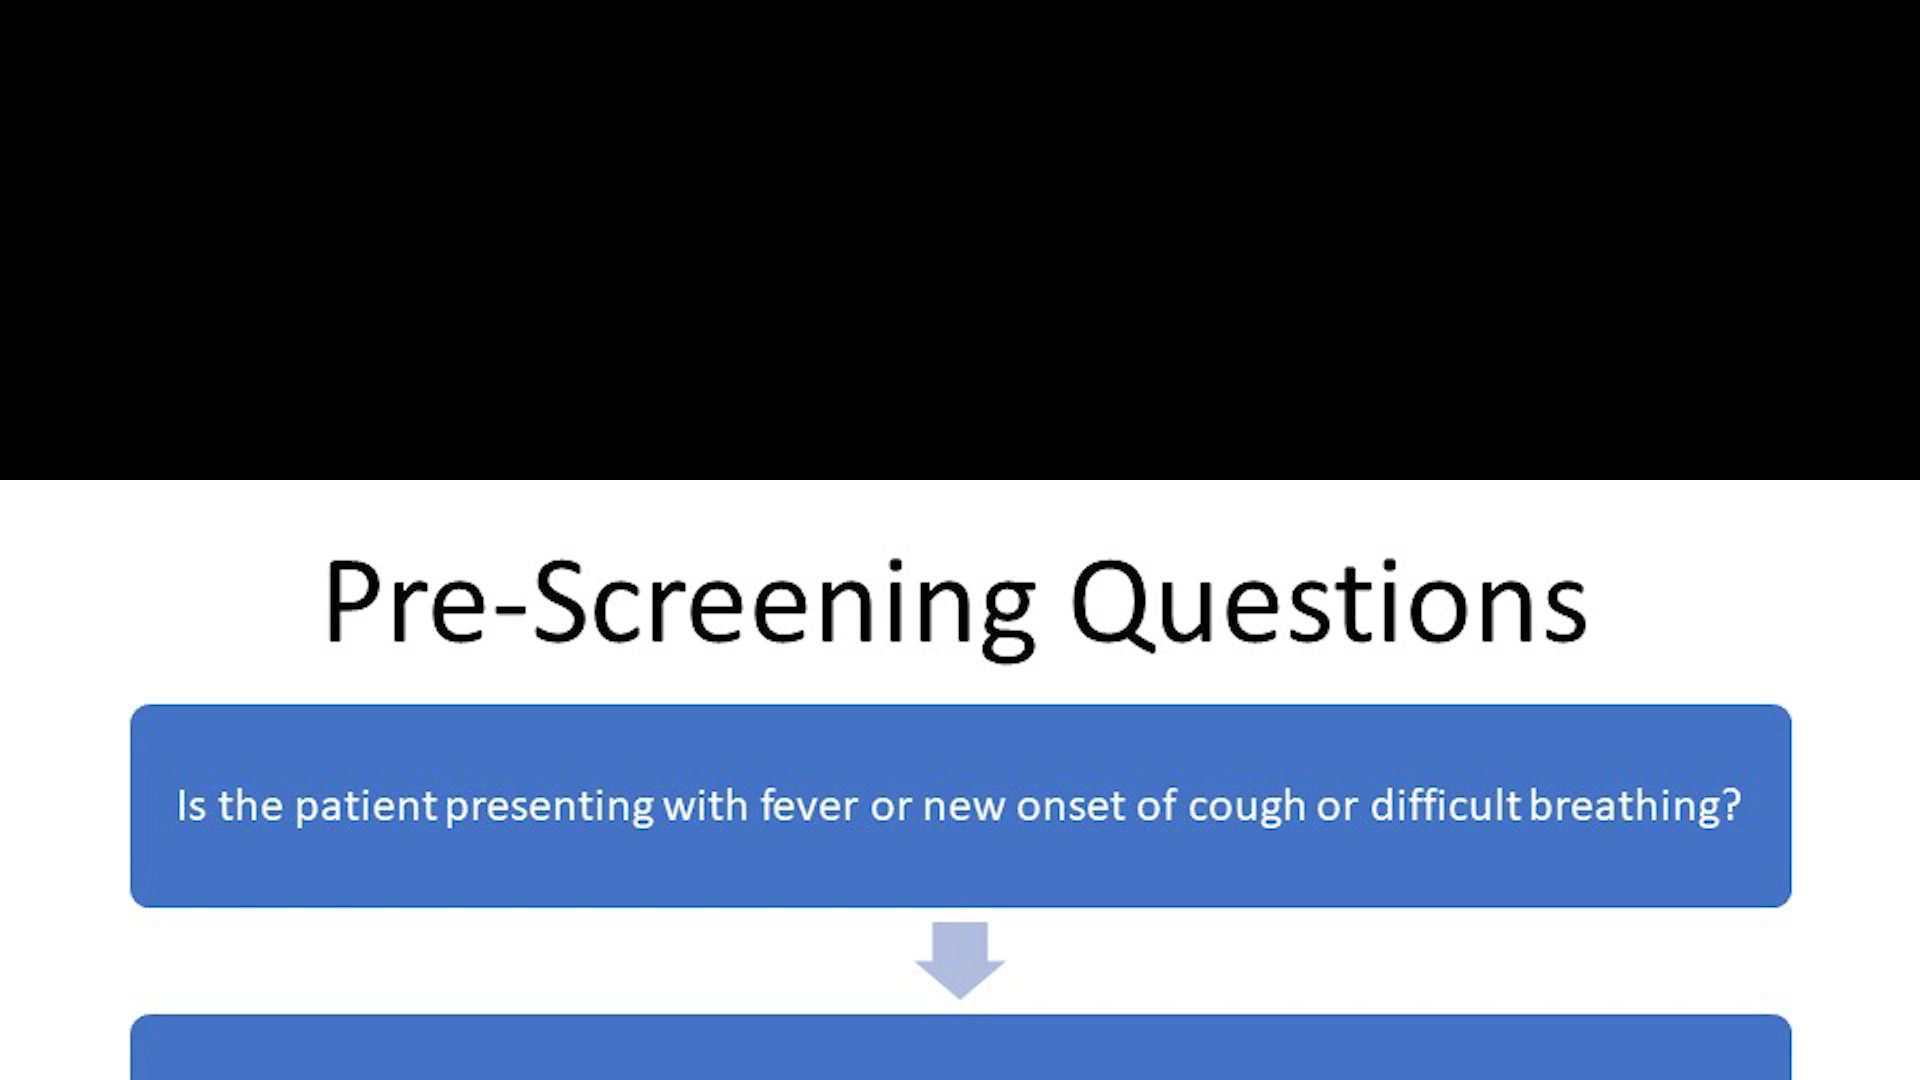 Pre-Screening Questions
Is the patient presenting with fever or new onset of cough or difficult breathing?